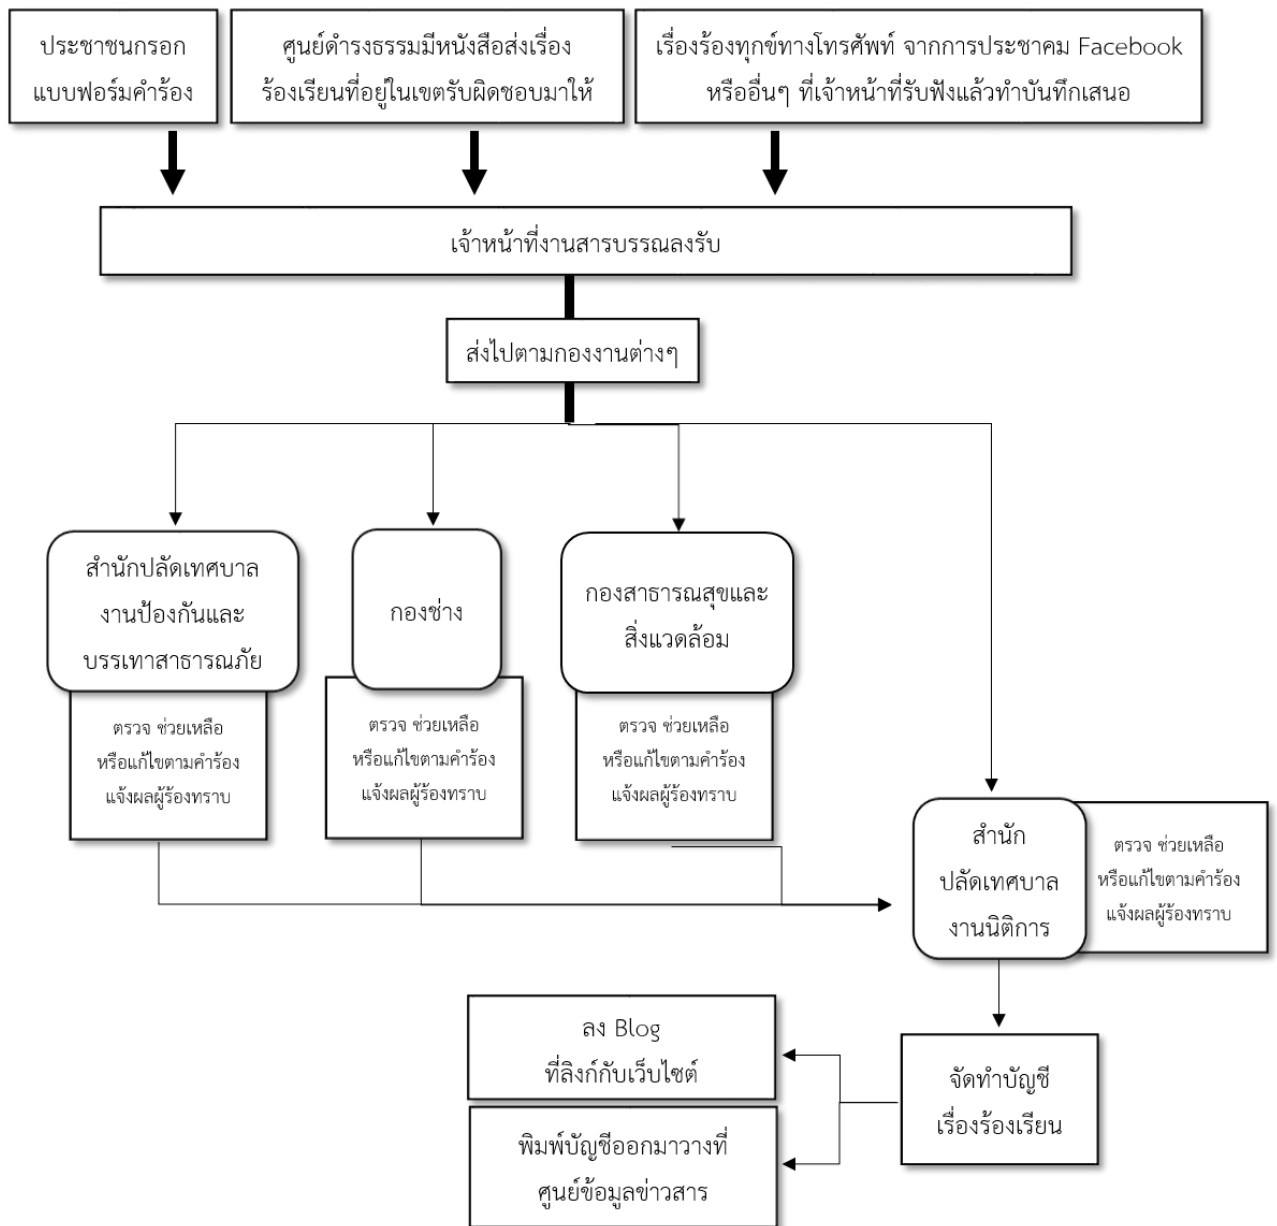 ประชาชนกรอก
แบบฟอร์มคำร้อง
ศูนย์ดำรงธรรมมีหนังสือส่งเรื่อง
ร้องเรียนที่อยู่ในเขตรับผิดชอบมาให้
เรื่องร้องทุกข์ทางโทรศัพท์ จากการประชาคม Facebook
หรืออื่นๆ ที่เจ้าหน้าที่รับฟังแล้วทำบันทึกเสนอ
เจ้าหน้าที่งานสารบรรณลงรับ
ส่งไปตามกองงานต่างๆ
สำนักปลัดเทศบาล
งานป้องกันและ
บรรเทาสาธารณภัย
ตรวจ ช่วยเหลือ
หรือแก้ไขตามคำร้อง
แจ้งผลผู้ร้องทราบ
กองช่าง
ตรวจ ช่วยเหลือ
หรือแก้ไขตามคำร้อง
แจ้งผลผู้ร้องทราบ
กองสาธารณสุขและ
สิ่งแวดล้อม
ตรวจ ช่วยเหลือ
หรือแก้ไขตามคำร้อง
แจ้งผลผู้ร้องทราบ
สำนัก
ปลัดเทศบาล
งานนิติการ
ตรวจ ช่วยเหลือ
หรือแก้ไขตามคำร้อง
แจ้งผลผู้ร้องทราบ
จัดทำบัญชี
เรื่องร้องเรียน
ลง Blog
ที่ลิงก์กับเว็บไซต์
พิมพ์บัญชีออกมาวางที่
ศูนย์ข้อมูลข่าวสาร